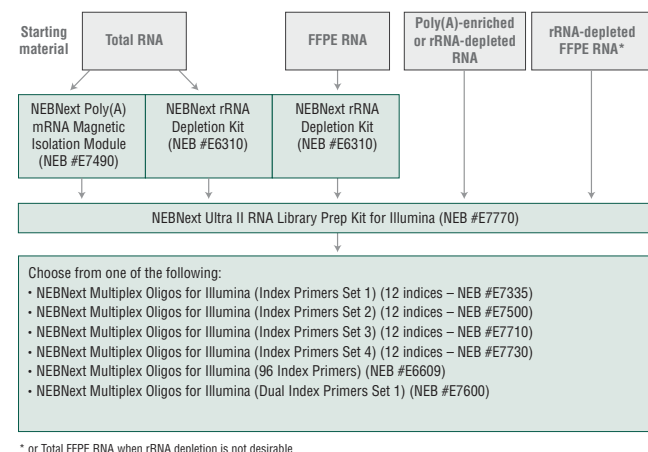 Starting
material
Total RNA
FFPE RNA
Poly(A)-enriched
or rRNA-depleted
RNA
rRNA-depleted
FFPE RNA*
NEBNext Poly(A)
mRNA Magnetic
Isolation Module
(NEB #E7490)
NEBNext rRNA
Depletion Kit
(NEB #E6310)
NEBNext rRNA
Depletion Kit
(NEB #E6310)
NEBNext Ultra II RNA Library Prep Kit for Illumina (NEB #E7770)
Choose from one of the following:
• NEBNext Multiplex Oligos for Illumina (Index Primers Set 1) (12 indices – NEB #E7335)
• NEBNext Multiplex Oligos for Illumina (Index Primers Set 2) (12 indices – NEB #E7500)
• NEBNext Multiplex Oligos for Illumina (Index Primers Set 3) (12 indices – NEB #E7710)
• NEBNext Multiplex Oligos for Illumina (Index Primers Set 4) (12 indices – NEB #E7730)
• NEBNext Multiplex Oligos for Illumina (96 Index Primers) (NEB #E6609)
• NEBNext Multiplex Oligos for Illumina (Dual Index Primers Set 1) (NEB #E7600)
* or Total FFPE RNA when rRNA depletion is not desirable